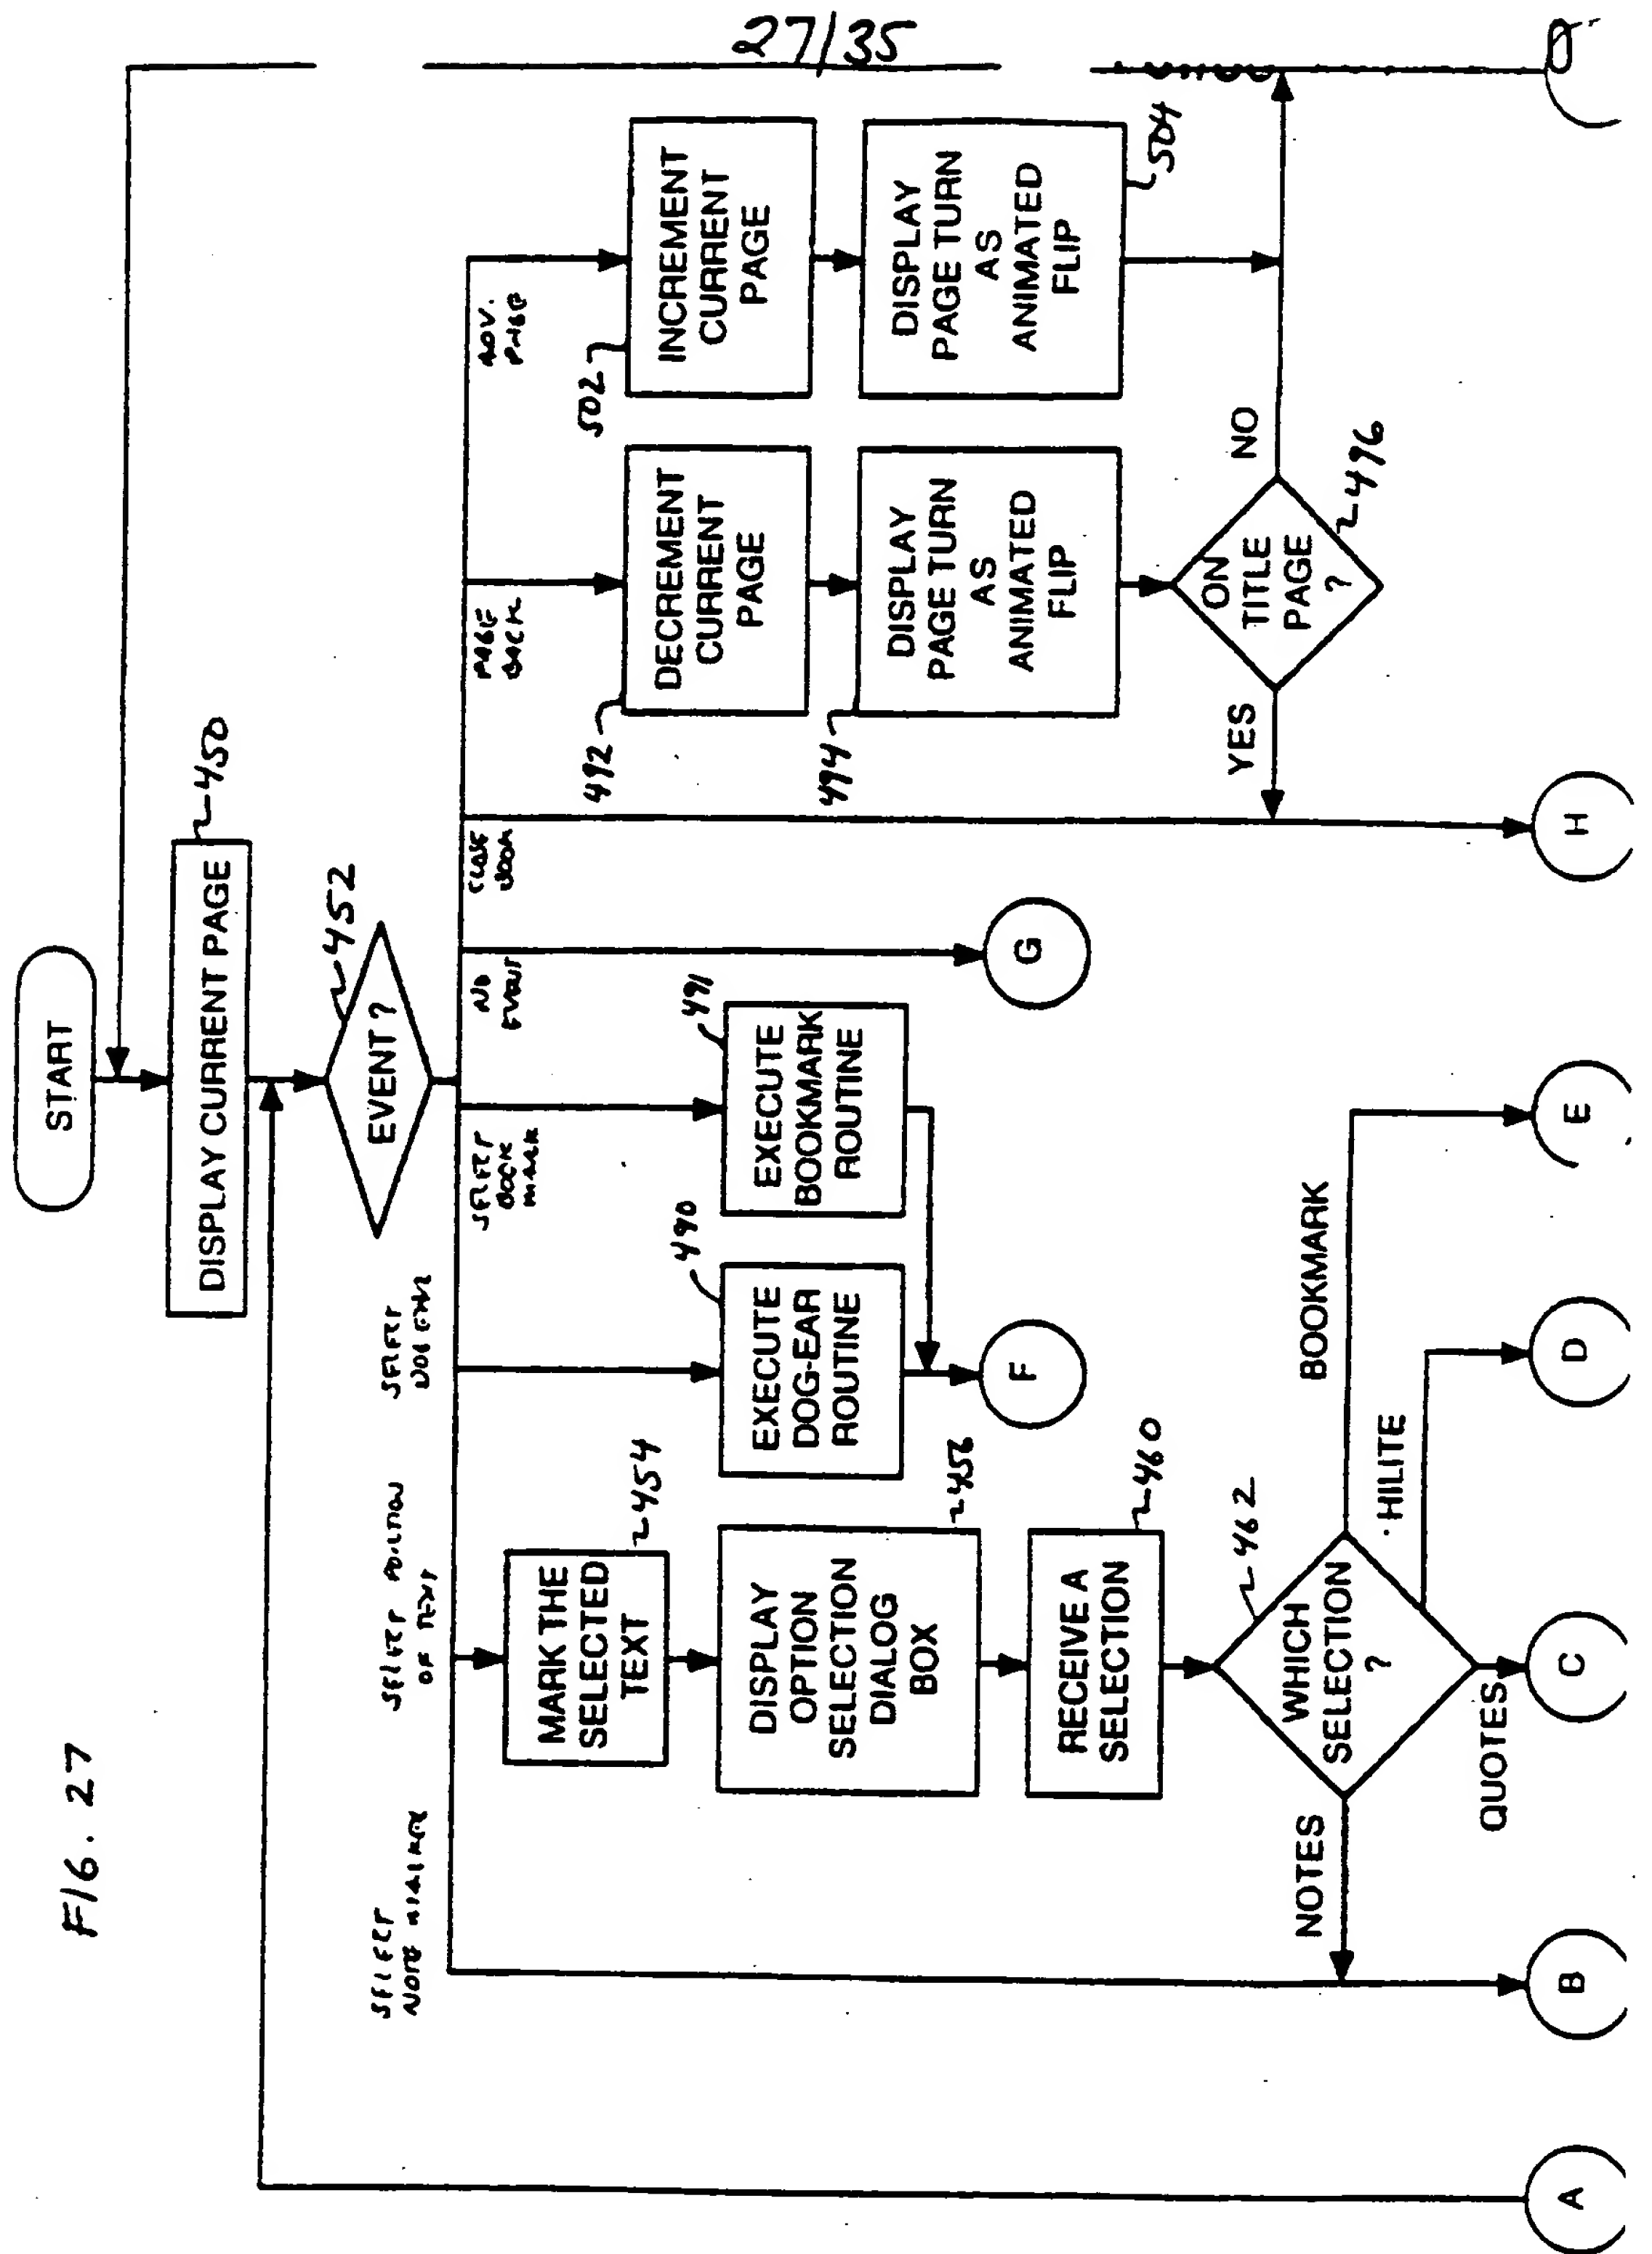 27/35
FIG. 27
START
DISPLAY CURRENT PAGE
450
EVENT?
452
SELECT
NOTE MARKER
SELECT PORTION
OF TEXT
SELECT
DOG EAR
SELECT
BOOK
MARK
NO
EVENT
CLOSE
BOOK
PAGE
BACK
ADV.
PAGE
MARK THE
SELECTED
TEXT
454
DISPLAY
OPTION
SELECTION
DIALOG
BOX
456
RECEIVE A
SELECTION
460
WHICH
SELECTION
?
462
NOTES
QUOTES
HILITE
BOOKMARK
EXECUTE
DOG-EAR
ROUTINE
490
EXECUTE
BOOKMARK
ROUTINE
491
DECREMENT
CURRENT
PAGE
492
DISPLAY
PAGE TURN
AS
ANIMATED
FLIP
494
ON
TITLE
PAGE
?
496
YES
NO
INCREMENT
CURRENT
PAGE
502
DISPLAY
PAGE TURN
AS
ANIMATED
FLIP
504
A
B
C
D
E
F
G
H